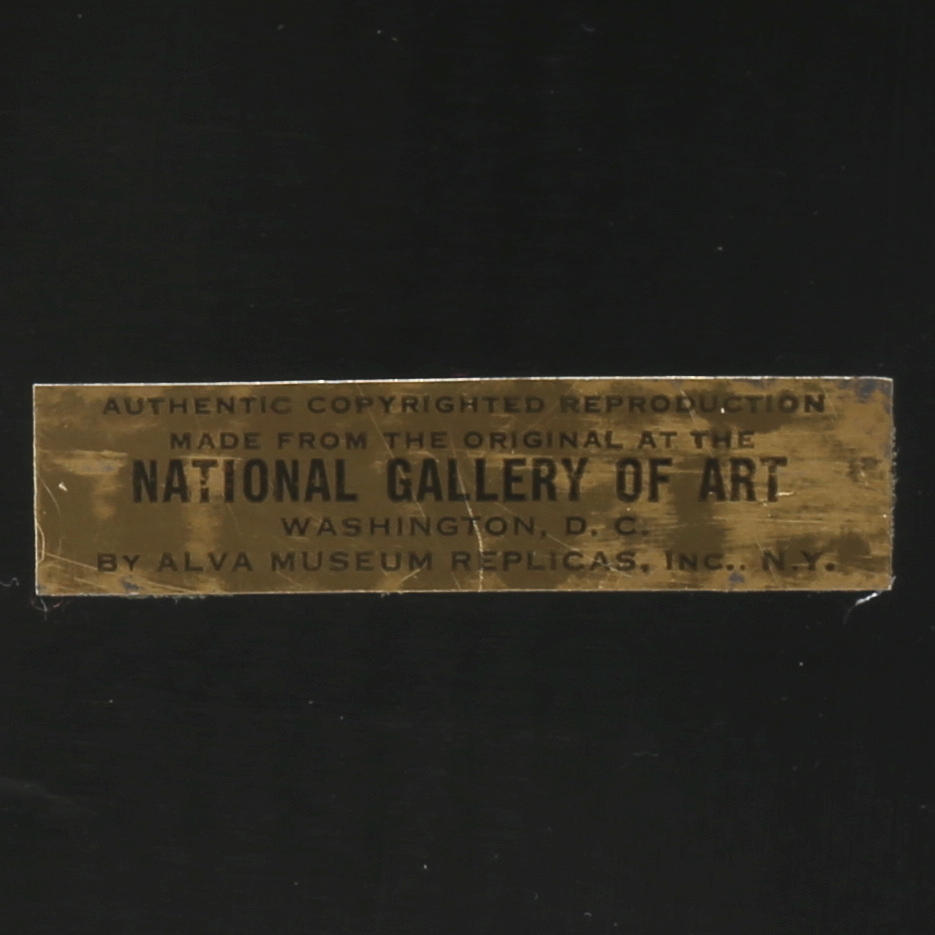 AUTHENTIC COPYRIGHTED REPRODUCTION
MADE FROM THE ORIGINAL AT THE
NATIONAL GALLERY OF ART
WASHINGTON, D. C.
BY ALVA MUSEUM REPLICAS, INC.. N.Y.